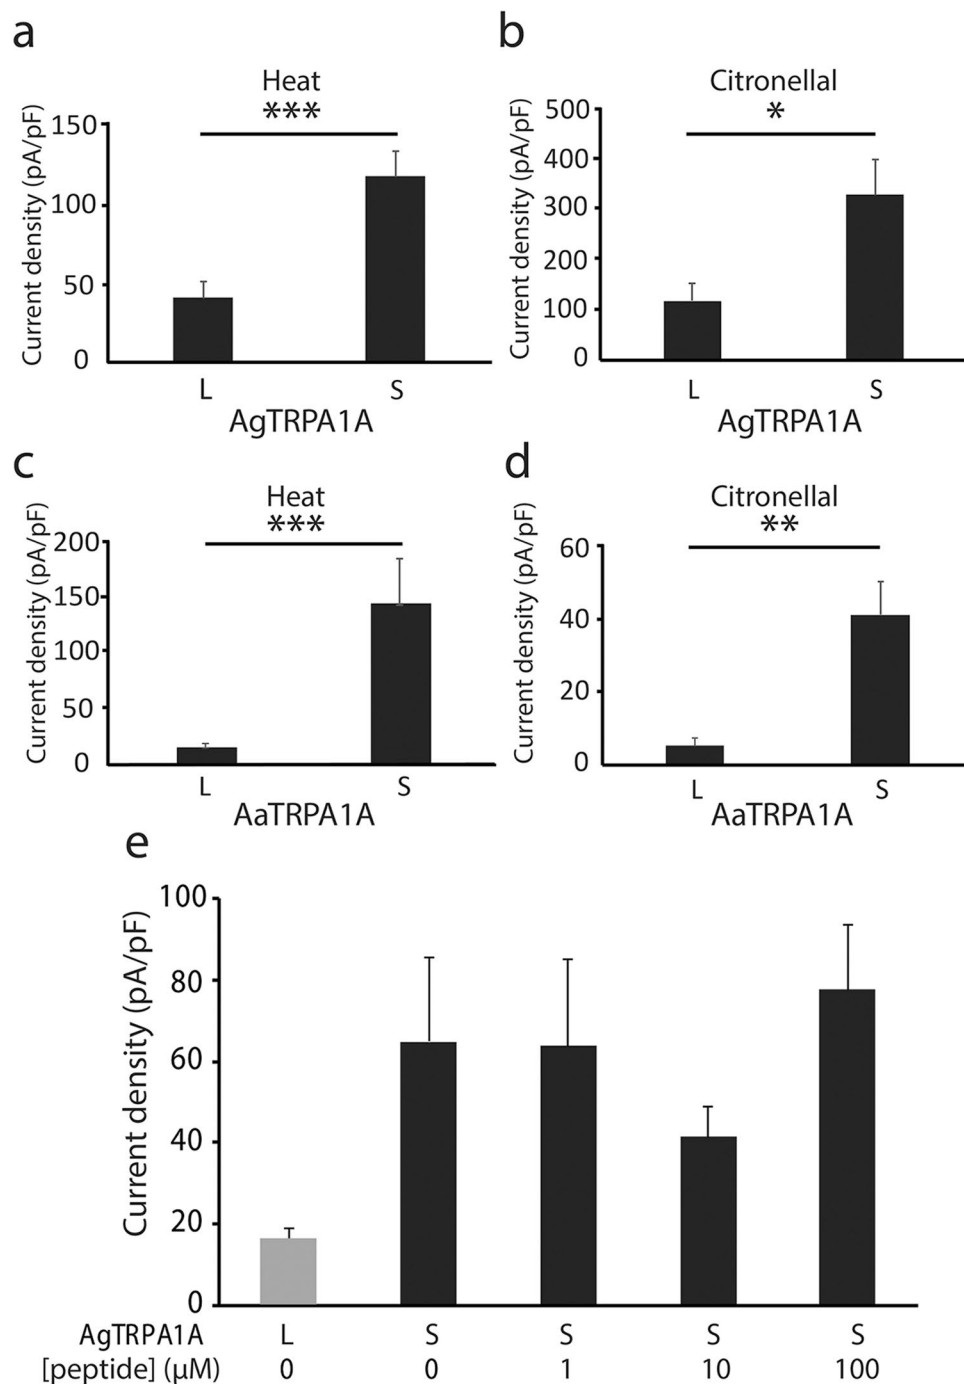 a
Heat
***
Current density (pA/pF)
150
100
50
0
L S
AgTRPA1A
b
Citronellal
*
Current density (pA/pF)
500
400
300
200
100
0
L S
AgTRPA1A
c
Heat
***
Current density (pA/pF)
200
150
100
50
0
L S
AaTRPA1A
d
Citronellal
**
Current density (pA/pF)
60
40
20
0
L S
AaTRPA1A
e
Current density (pA/pF)
100
80
60
40
20
0
AgTRPA1A L S S S S
[peptide] (µM) 0 0 1 10 100